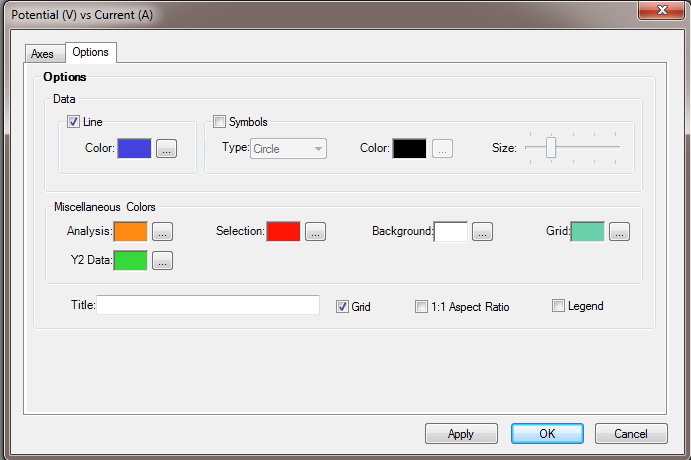 Potential (V) vs Current (A)
Axes Options
Options
Data
Line Symbols
Color: ... Type: Circle Color: ... Size:
Miscellaneous Colors
Analysis: ... Selection: ... Background: ... Grid: ...
Y2 Data: ...
Title: Grid 1:1 Aspect Ratio Legend
Apply OK Cancel